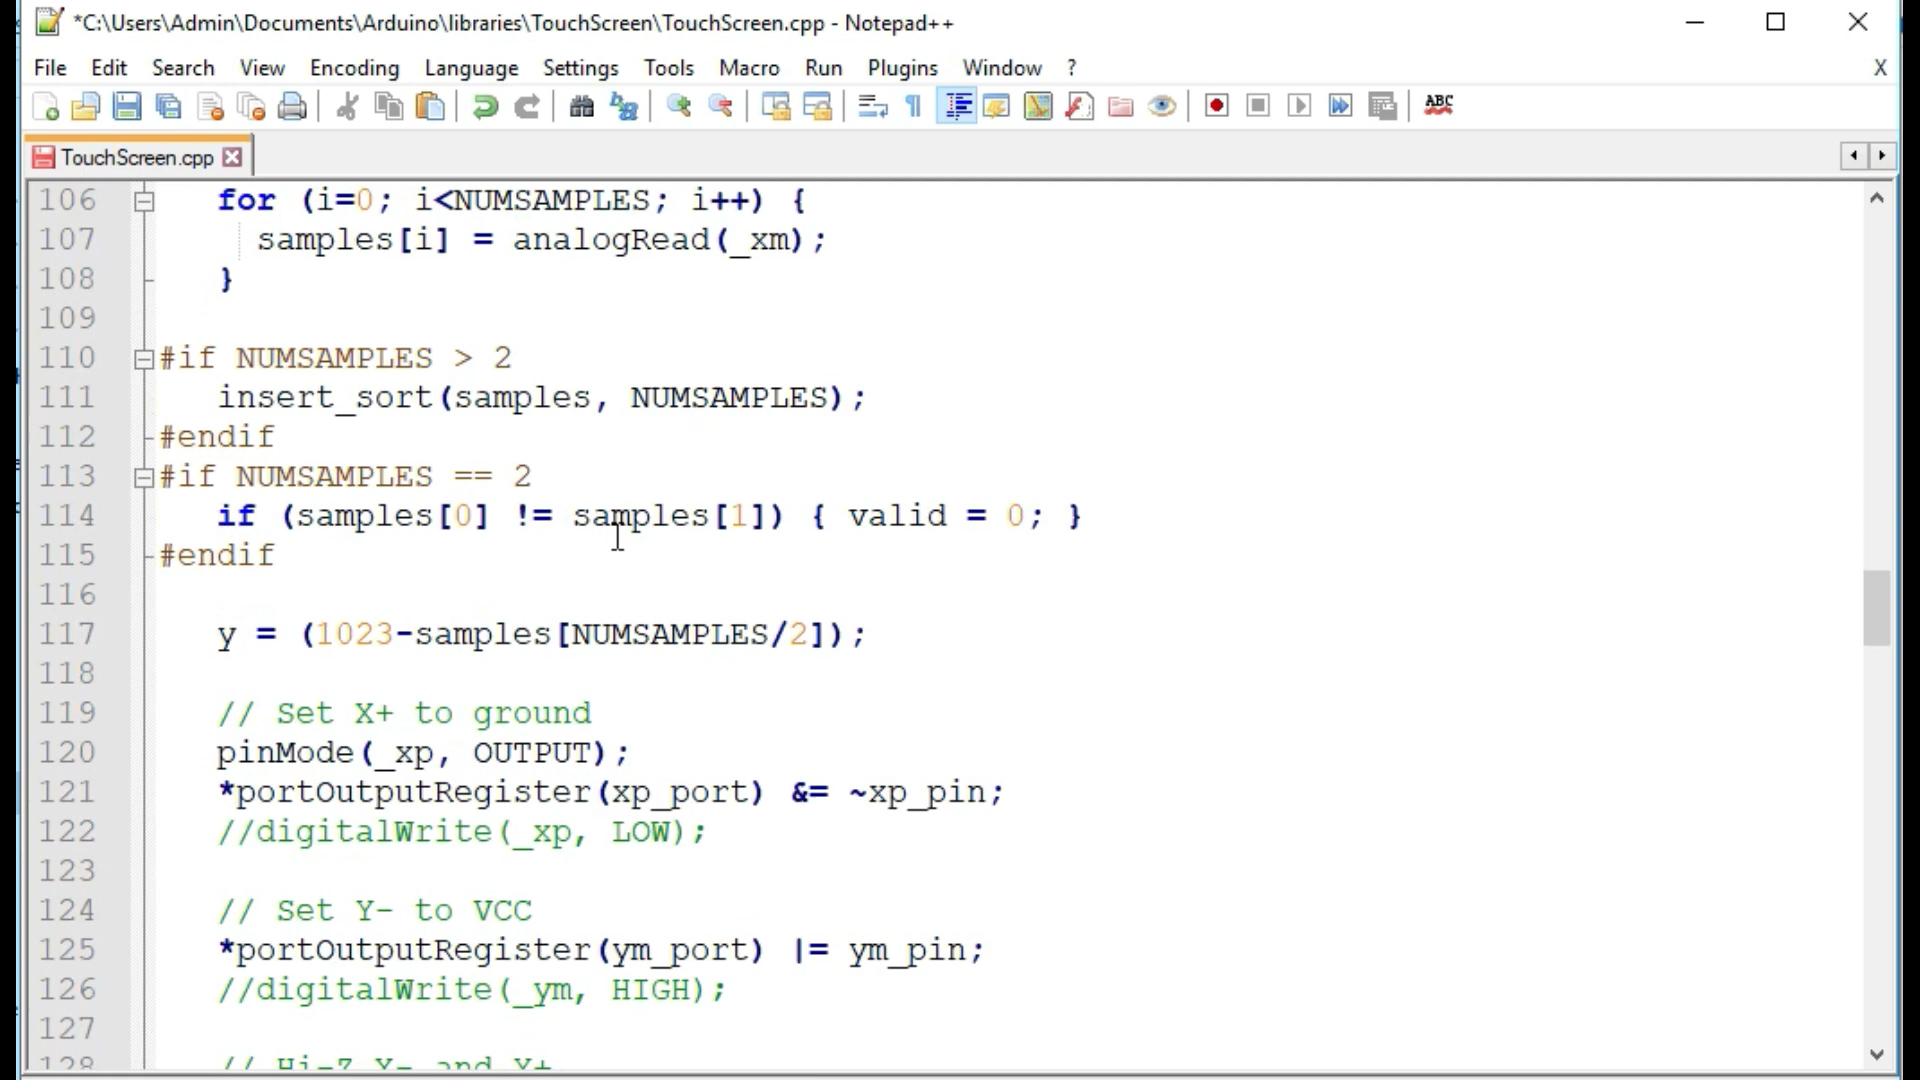 *C:\Users\Admin\Documents\Arduino\libraries\TouchScreen\TouchScreen.cpp - Notepad++
File Edit Search View Encoding Language Settings Tools Macro Run Plugins Window ? X
ABC
TouchScreen.cpp
106 for (i=0; i<NUMSAMPLES; i++) {
107 samples[i] = analogRead(_xm);
108 }
109
110 #if NUMSAMPLES > 2
111 insert_sort(samples, NUMSAMPLES);
112 #endif
113 #if NUMSAMPLES == 2
114 if (samples[0] != samples[1]) { valid = 0; }
115 #endif
116
117 y = (1023-samples[NUMSAMPLES/2]);
118
119 // Set X+ to ground
120 pinMode(_xp, OUTPUT);
121 *portOutputRegister(xp_port) &= ~xp_pin;
122 //digitalWrite(_xp, LOW);
123
124 // Set Y- to VCC
125 *portOutputRegister(ym_port) |= ym_pin;
126 //digitalWrite(_ym, HIGH);
127
128 // Hi-Z and